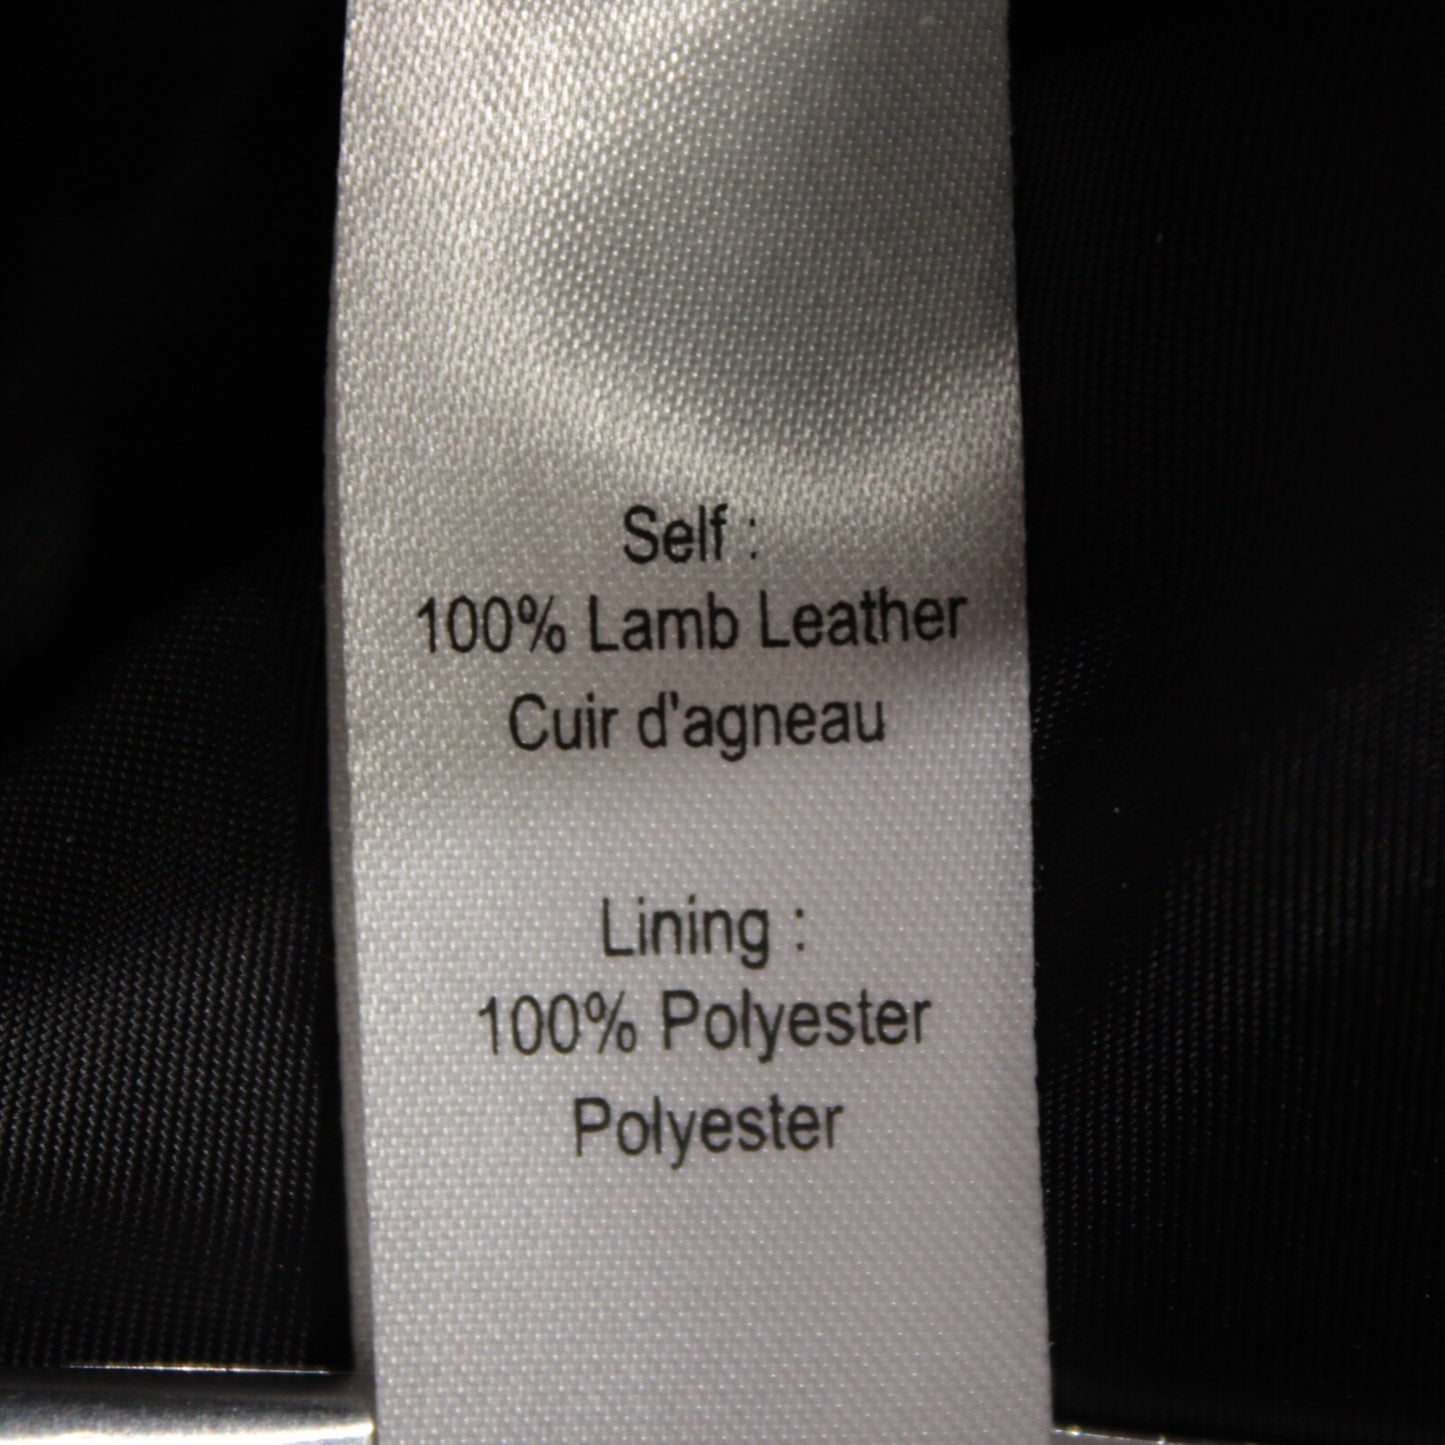 Self :
100% Lamb Leather
Cuir d'agneau
Lining :
100% Polyester
Polyester